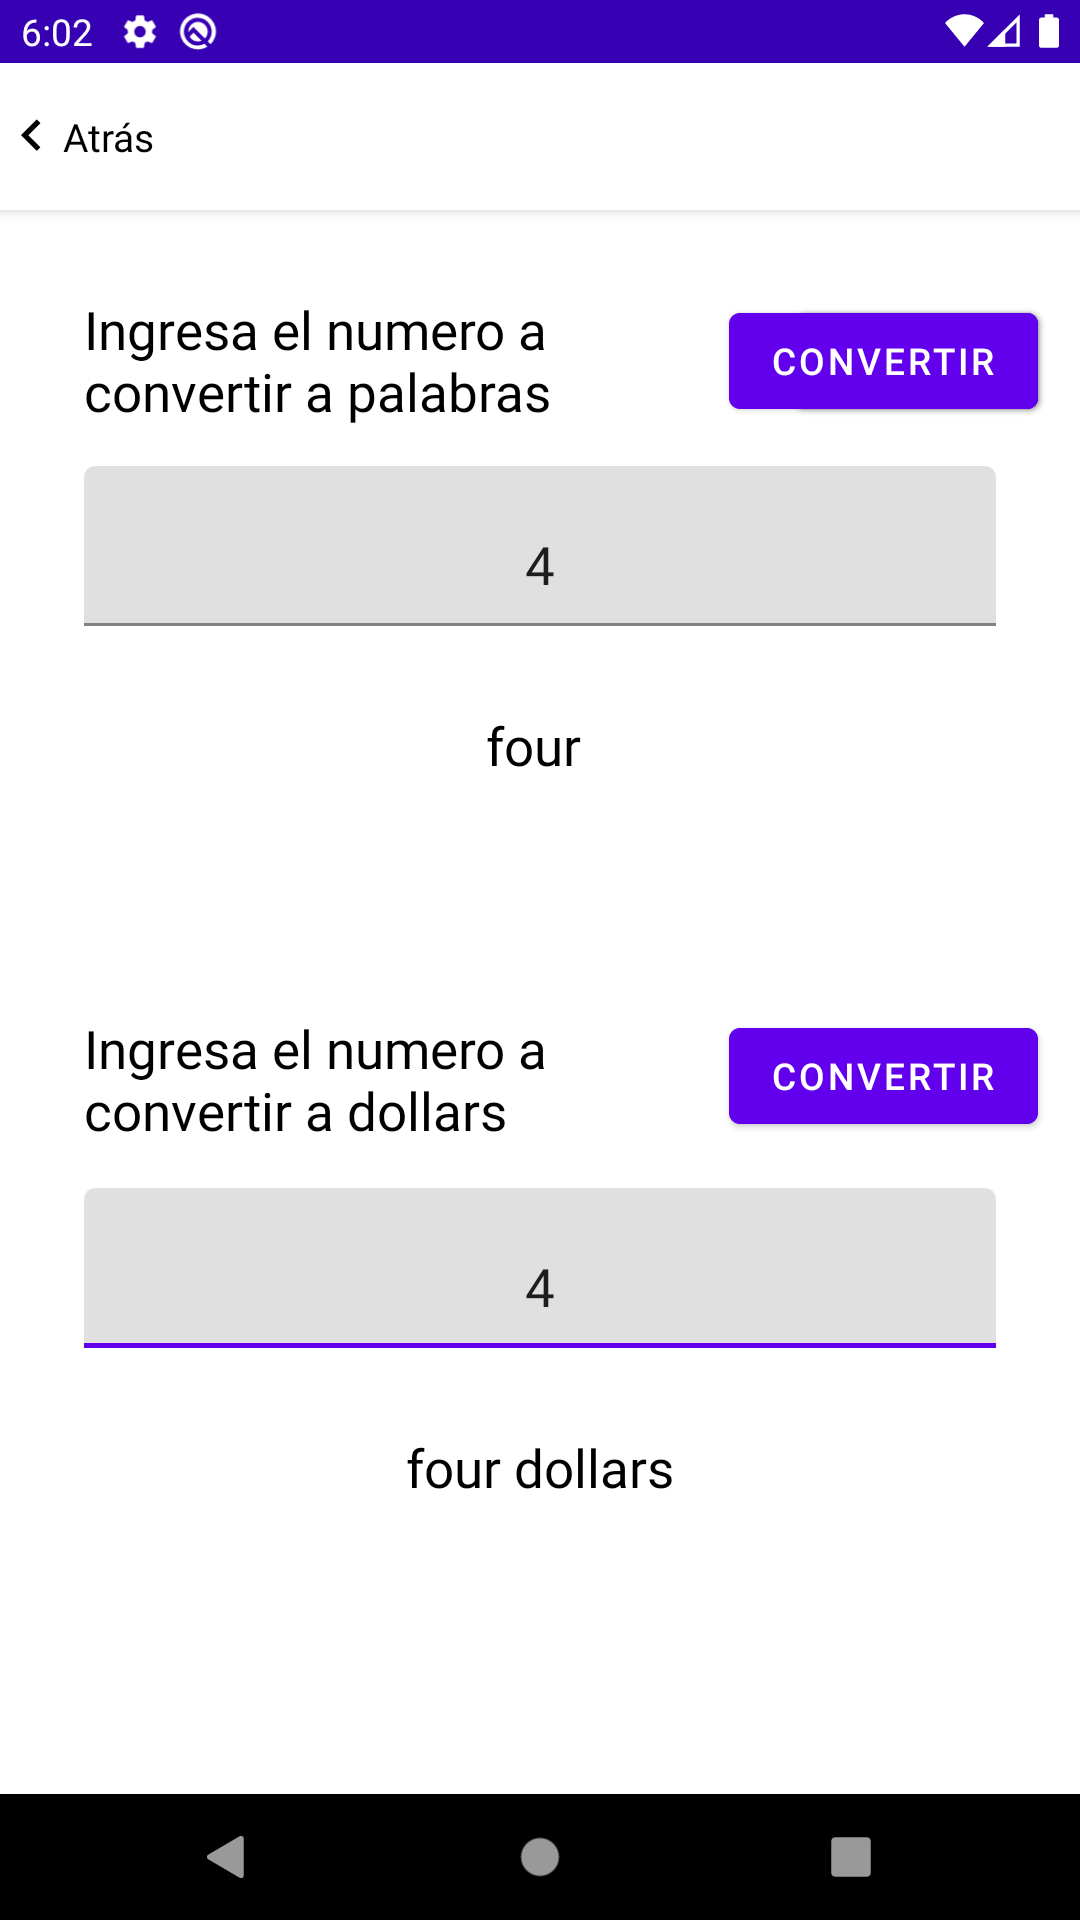 6:02
Atrás
Ingresa el numero a
convertir a palabras
CONVERTIR
4
four
Ingresa el numero a
convertir a dollars
CONVERTIR
4
four dollars